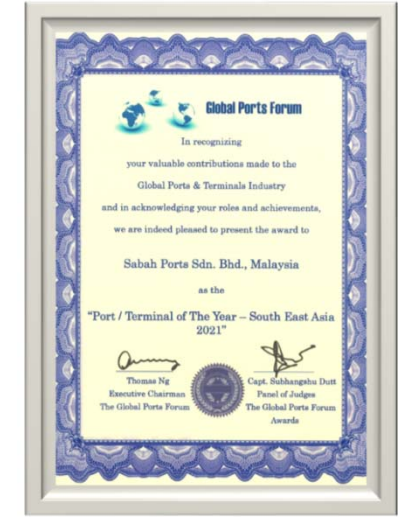 Global Ports Forum
In recognizing
your valuable contributions made to the
Global Ports & Terminals Industry
and in acknowledging your roles and achievements,
we are indeed pleased to present the award to
Sabah Ports Sdn. Bhd., Malaysia
as the
“Port / Terminal of The Year – South East Asia
2021”
Thomas Ng
Executive Chairman
The Global Ports Forum
Capt. Subhangshu Dutt
Panel of Judges
The Global Ports Forum
Awards